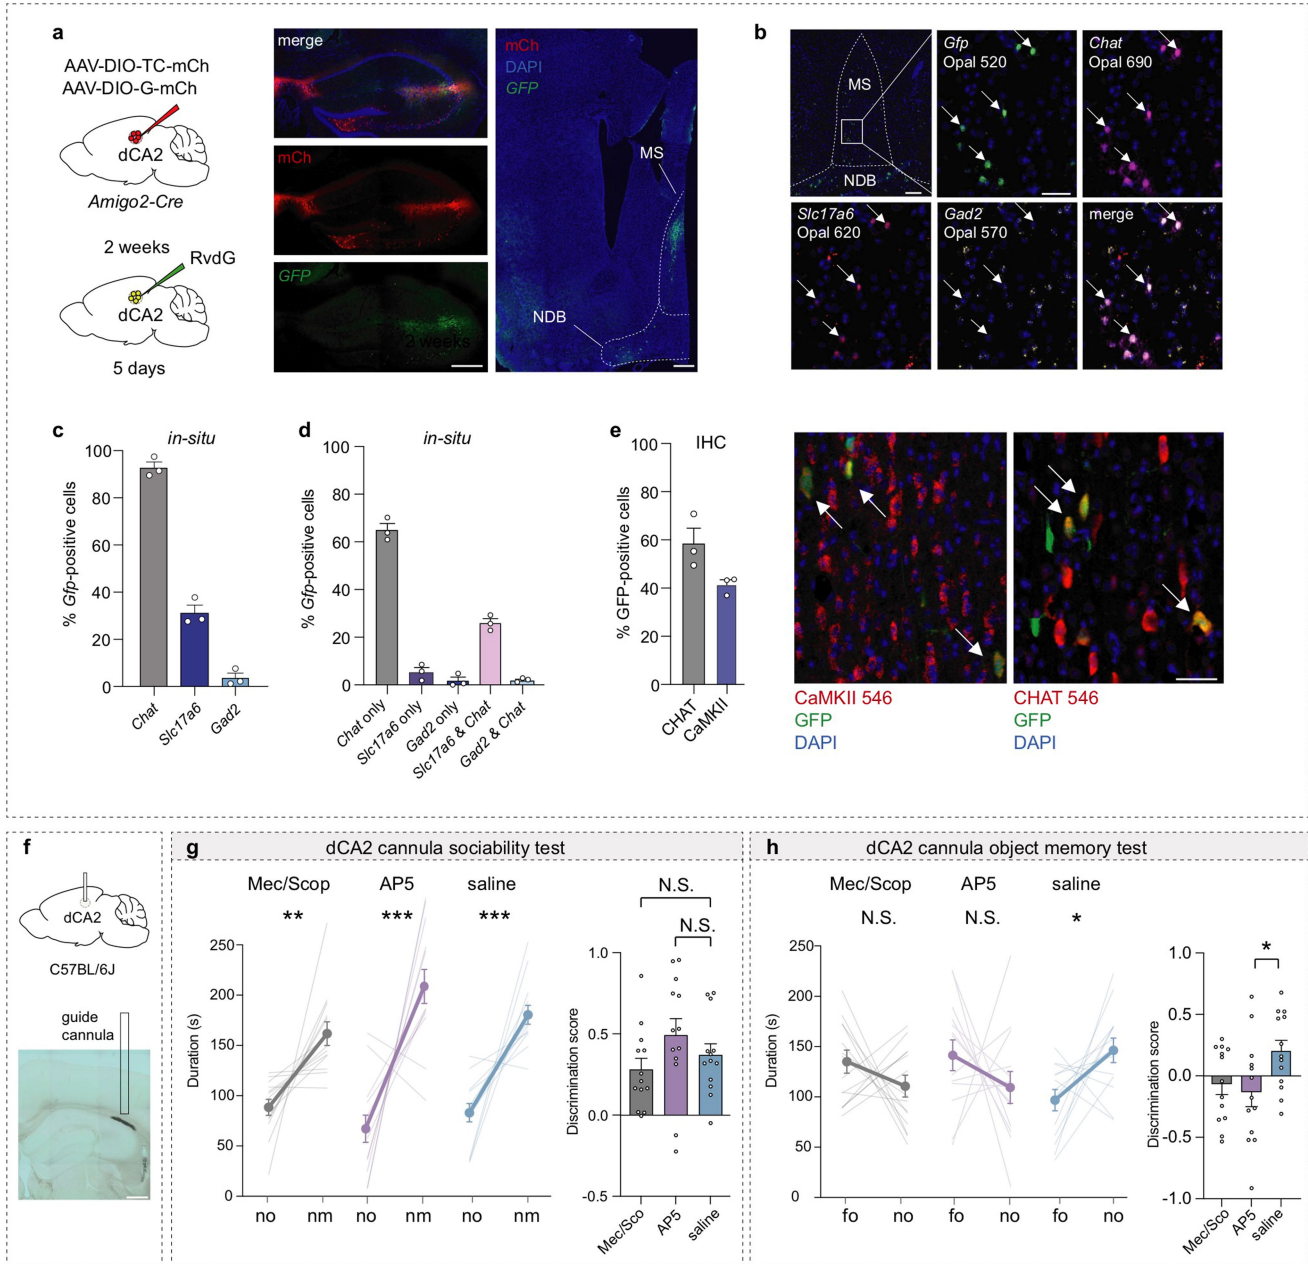 a
AAV-DIO-TC-mCh
AAV-DIO-G-mCh
dCA2
Amigo2-Cre
2 weeks
RvdG
dCA2
5 days
merge
mCh
GFP
2 weeks
mCh
DAPI
GFP
MS
NDB
b
MS
NDB
Gfp
Opal 520
Chat
Opal 690
Slc17a6
Opal 620
Gad2
Opal 570
merge
c
in-situ
% Gfp-positive cells
100
80
60
40
20
0
Chat
Slc17a6
Gad2
d
in-situ
% Gfp-positive cells
100
80
60
40
20
0
Chat only
Slc17a6 only
Gad2 only
Slc17a6 & Chat
Gad2 & Chat
e
IHC
% GFP-positive cells
100
80
60
40
20
0
CHAT
CaMKII
CaMKII 546
GFP
DAPI
CHAT 546
GFP
DAPI
f
dCA2
C57BL/6J
guide
cannula
g
dCA2 cannula sociability test
Mec/Scop
AP5
saline
**
***
***
Duration (s)
250
200
150
100
50
0
no
nm
no
nm
no
nm
N.S.
N.S.
Discrimination score
1.0
0.5
0.0
-0.5
Mec/Sco
AP5
saline
h
dCA2 cannula object memory test
Mec/Scop
AP5
saline
N.S.
N.S.
*
Duration (s)
250
200
150
100
50
0
fo
no
fo
no
fo
no
*
Discrimination score
1.0
0.5
0.0
-0.5
-1.0
Mec/Sco
AP5
saline